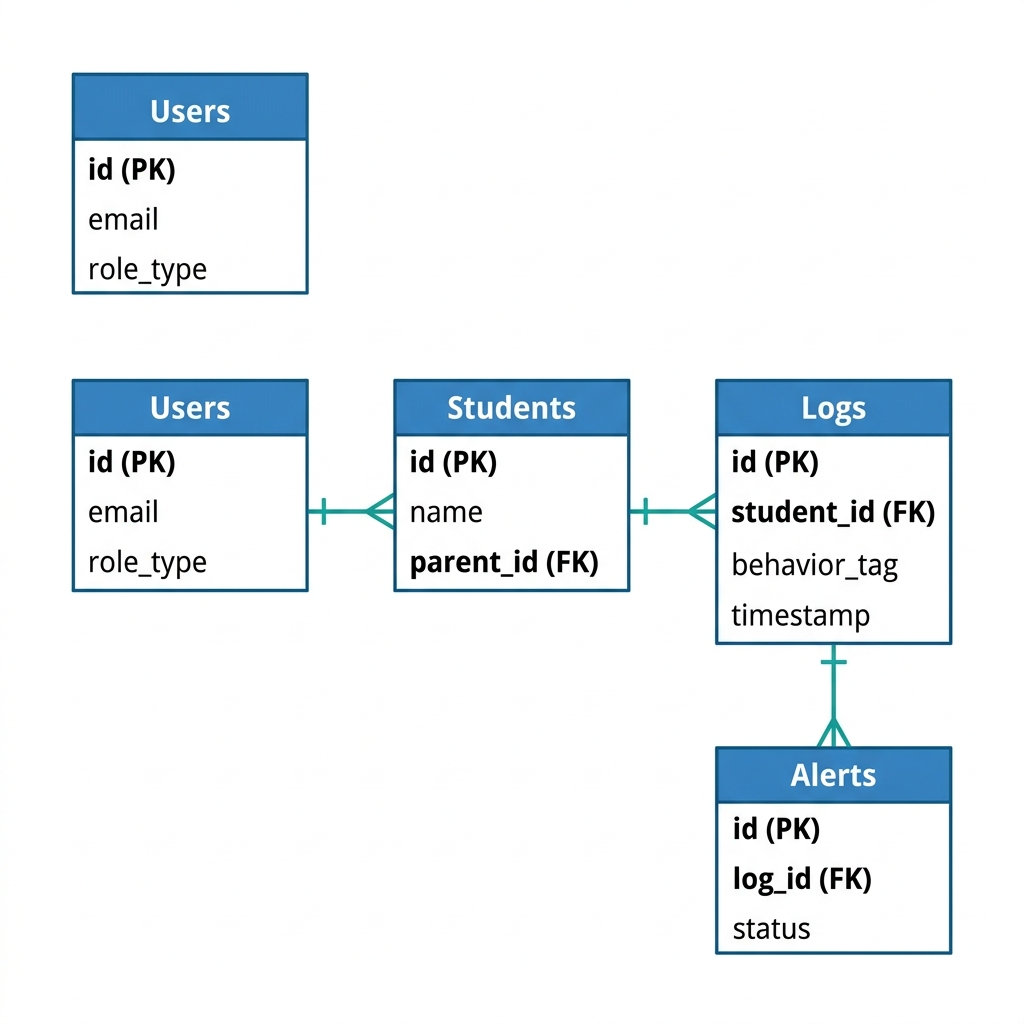 Users
id (PK)
email
role_type
Users
id (PK)
email
role_type
Students
id (PK)
name
parent_id (FK)
Logs
id (PK)
student_id (FK)
behavior_tag
timestamp
Alerts
id (PK)
log_id (FK)
status